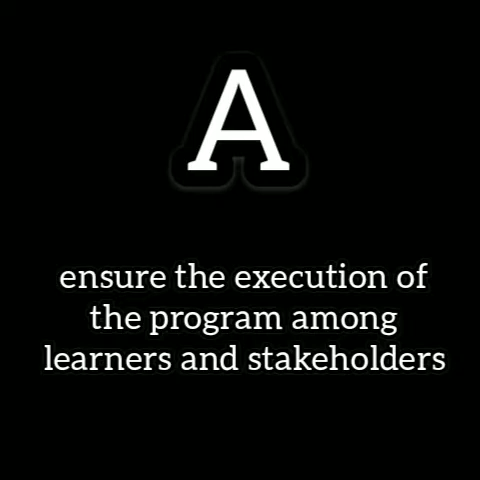 A
ensure the execution of
the program among
learners and stakeholders